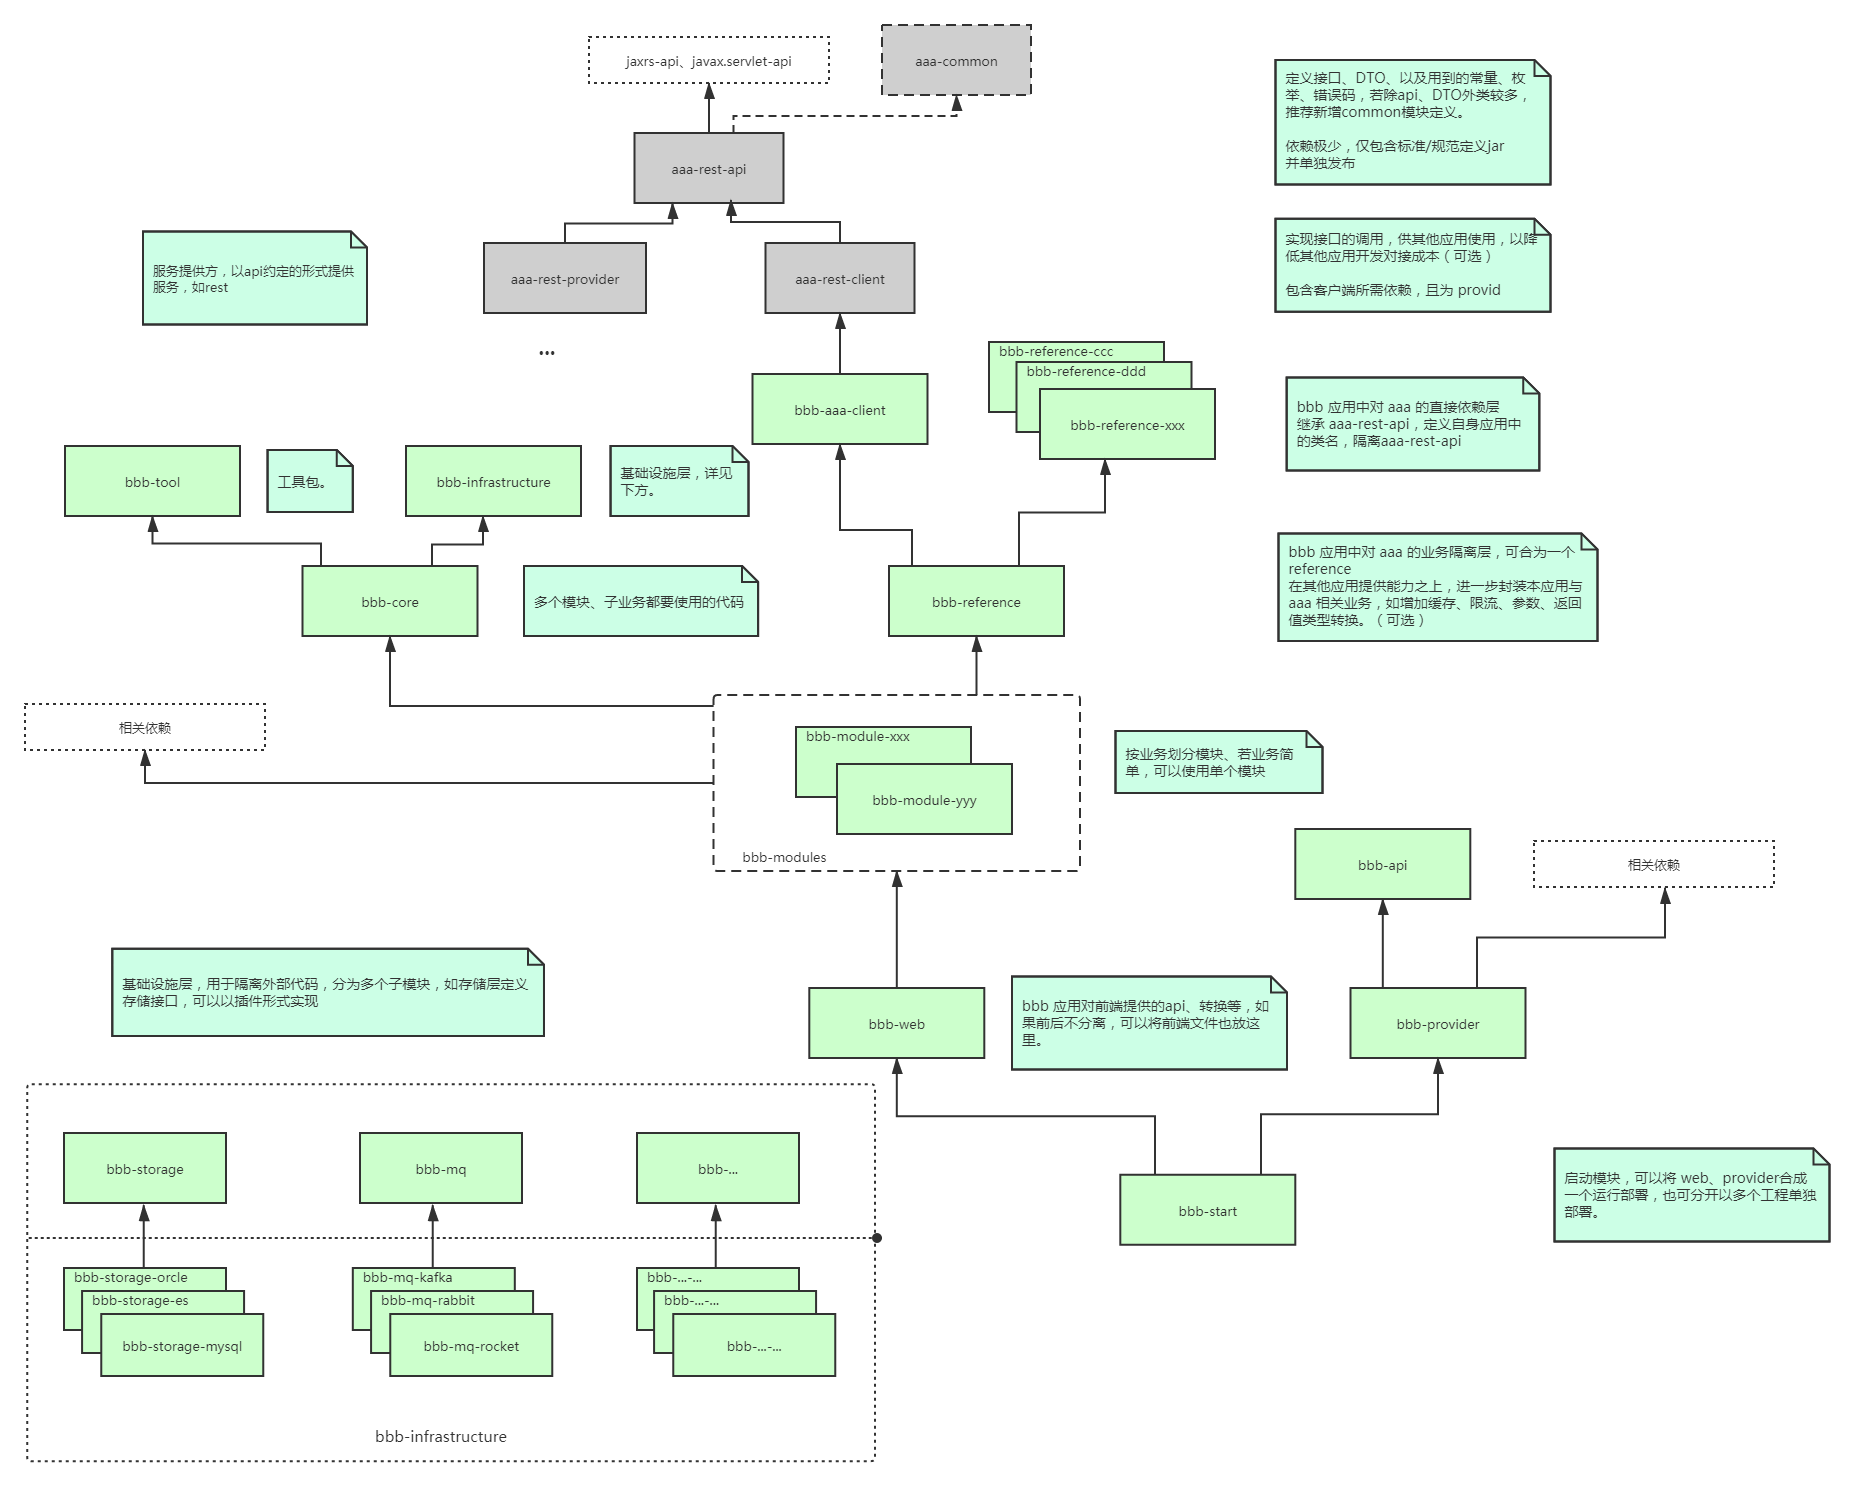 jaxrs-api、javax.servlet-api
aaa-common
定义接口、DTO、以及用到的常量、枚
举、错误码，若除api、DTO外类较多，
推荐新增common模块定义。
依赖极少，仅包含标准/规范定义jar
并单独发布
aaa-rest-api
服务提供方，以api约定的形式提供
服务，如rest
aaa-rest-provider
aaa-rest-client
实现接口的调用，供其他应用使用，以降
低其他应用开发对接成本（可选）
包含客户端所需依赖，且为 provid
...
bbb-aaa-client
bbb-reference-ccc
bbb-reference-ddd
bbb-reference-xxx
bbb 应用中对 aaa 的直接依赖层
继承 aaa-rest-api，定义自身应用中
的类名，隔离aaa-rest-api
bbb-tool
工具包。
bbb-infrastructure
基础设施层，详见
下方。
bbb-core
多个模块、子业务都要使用的代码
bbb-reference
bbb 应用中对 aaa 的业务隔离层，可合为一个
reference
在其他应用提供能力之上，进一步封装本应用与
aaa 相关业务，如增加缓存、限流、参数、返回
值类型转换。（可选）
相关依赖
bbb-module-xxx
bbb-module-yyy
bbb-modules
按业务划分模块、若业务简
单，可以使用单个模块
bbb-api
相关依赖
基础设施层，用于隔离外部代码，分为多个子模块，如存储层定义
存储接口，可以以插件形式实现
bbb-web
bbb 应用对前端提供的api、转换等，如
果前后不分离，可以将前端文件也放这
里。
bbb-provider
bbb-storage
bbb-mq
bbb-...
bbb-start
启动模块，可以将 web、provider合成
一个运行部署，也可分开以多个工程单独
部署。
bbb-storage-orcle
bbb-storage-es
bbb-storage-mysql
bbb-mq-kafka
bbb-mq-rabbit
bbb-mq-rocket
bbb-...-...
bbb-...-...
bbb-...-...
bbb-infrastructure